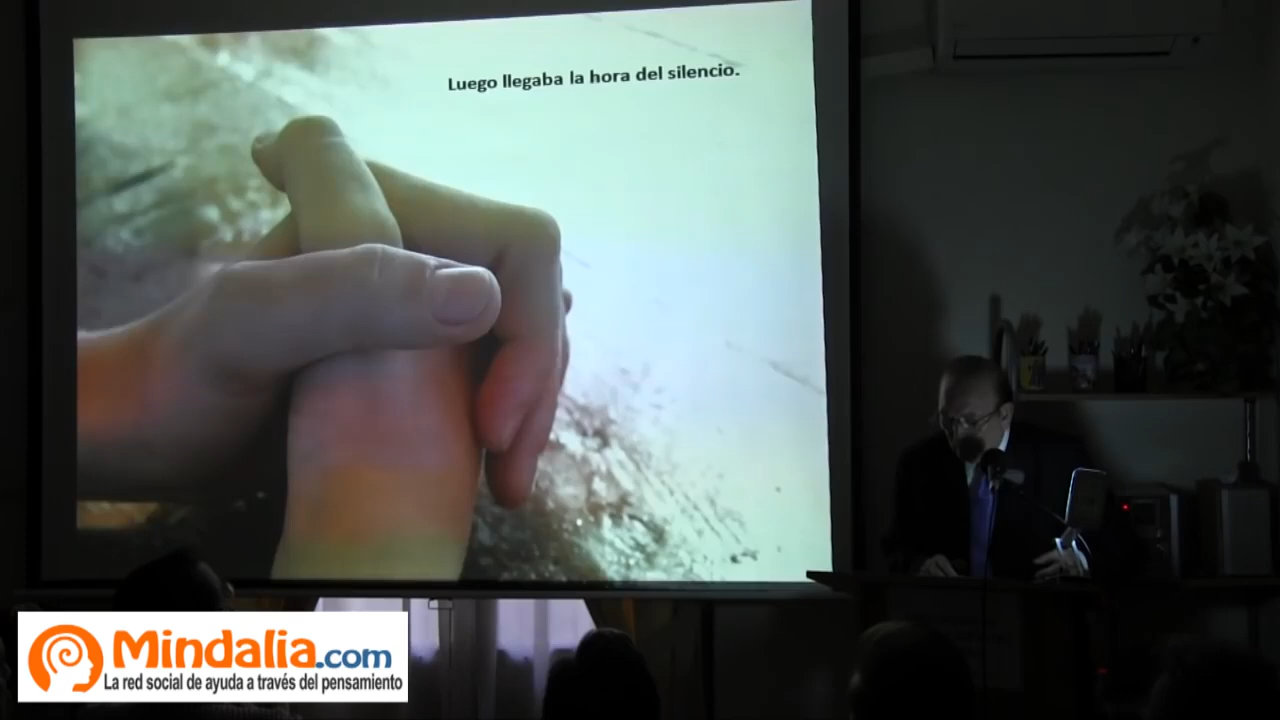 Luego llegaba la hora del silencio.
Mindalia.com
La red social de ayuda a través del pensamiento